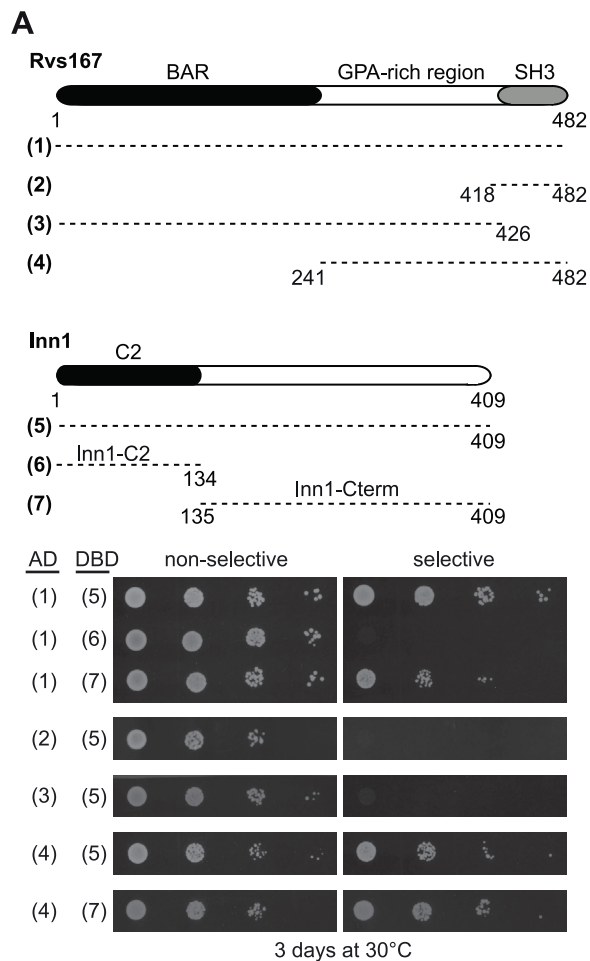 A
Rvs167
BAR GPA-rich region SH3
1 482
(1)
(2)
418 482
(3)
426
(4)
241 482
Inn1
C2
1 409
(5)
409
(6) Inn1-C2
134
(7) Inn1-Cterm
135 409
AD DBD non-selective selective
(1) (5)
(1) (6)
(1) (7)
(2) (5)
(3) (5)
(4) (5)
(4) (7)
3 days at 30°C